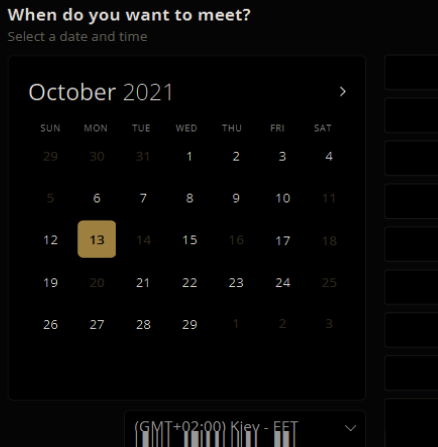 When do you want to meet?
Select a date and time
October 2021
SUN MON TUE WED THU FRI SAT
29 30 31 1 2 3 4
5 6 7 8 9 10 11
12 13 14 15 16 17 18
19 20 21 22 23 24 25
26 27 28 29 1 2 3
(GMT+02:00) Kiev - EET